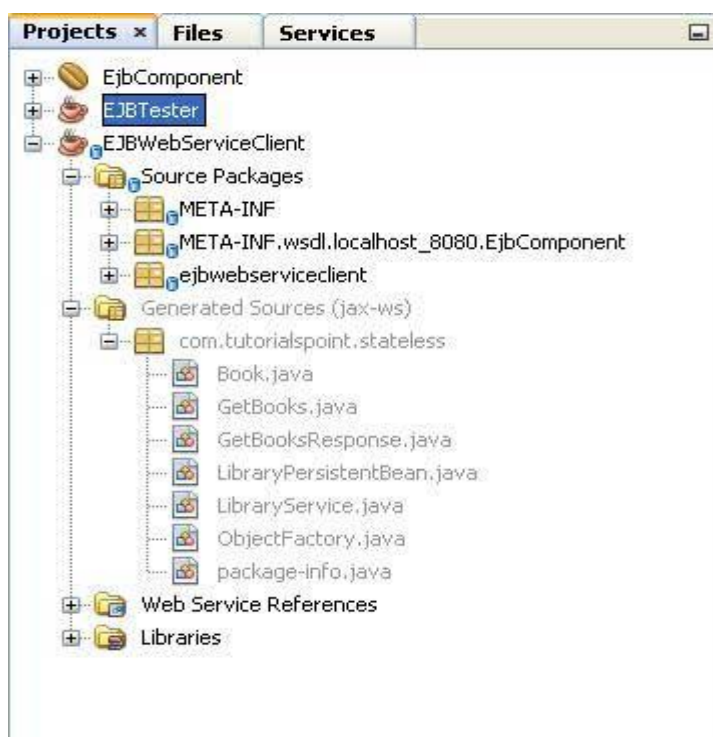 Projects × Files Services
EjbComponent
EJBTester
EJBWebServiceClient
Source Packages
META-INF
META-INF.wsdl.localhost_8080.EjbComponent
ejbwebserviceclient
Generated Sources (jax-ws)
com.tutorialspoint.stateless
Book.java
GetBooks.java
GetBooksResponse.java
LibraryPersistentBean.java
LibraryService.java
ObjectFactory.java
package-info.java
Web Service References
Libraries